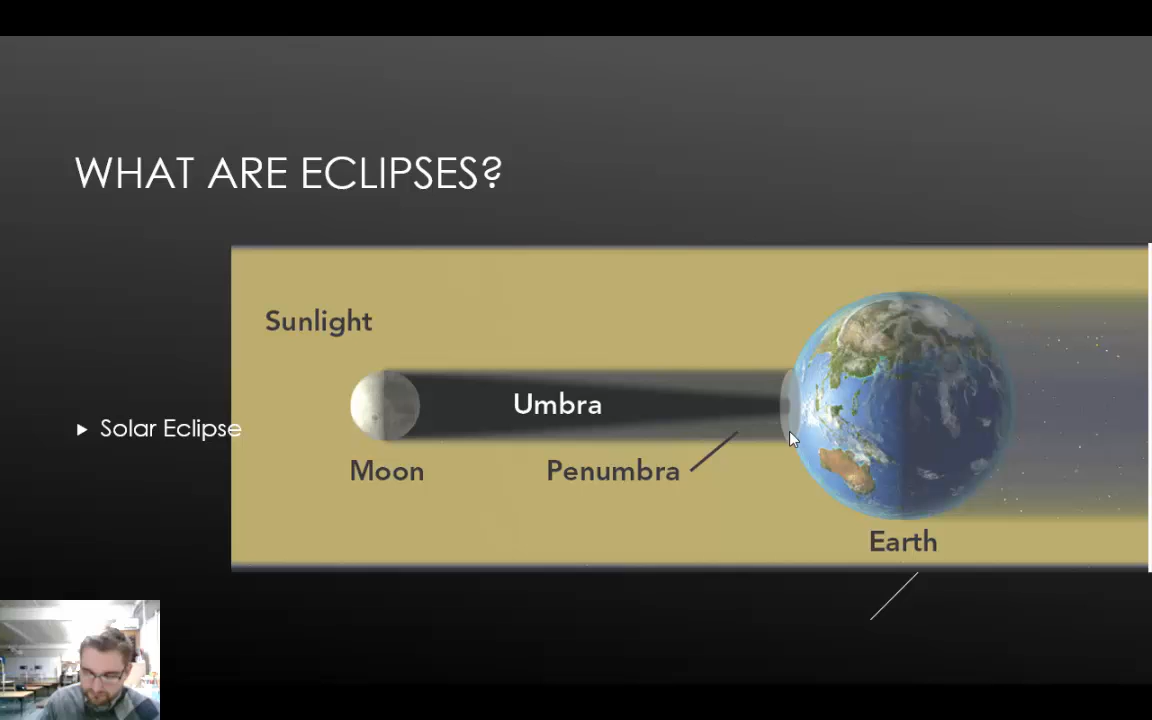 WHAT ARE ECLIPSES?
Sunlight
Umbra
Solar Eclipse
Moon
Penumbra
Earth